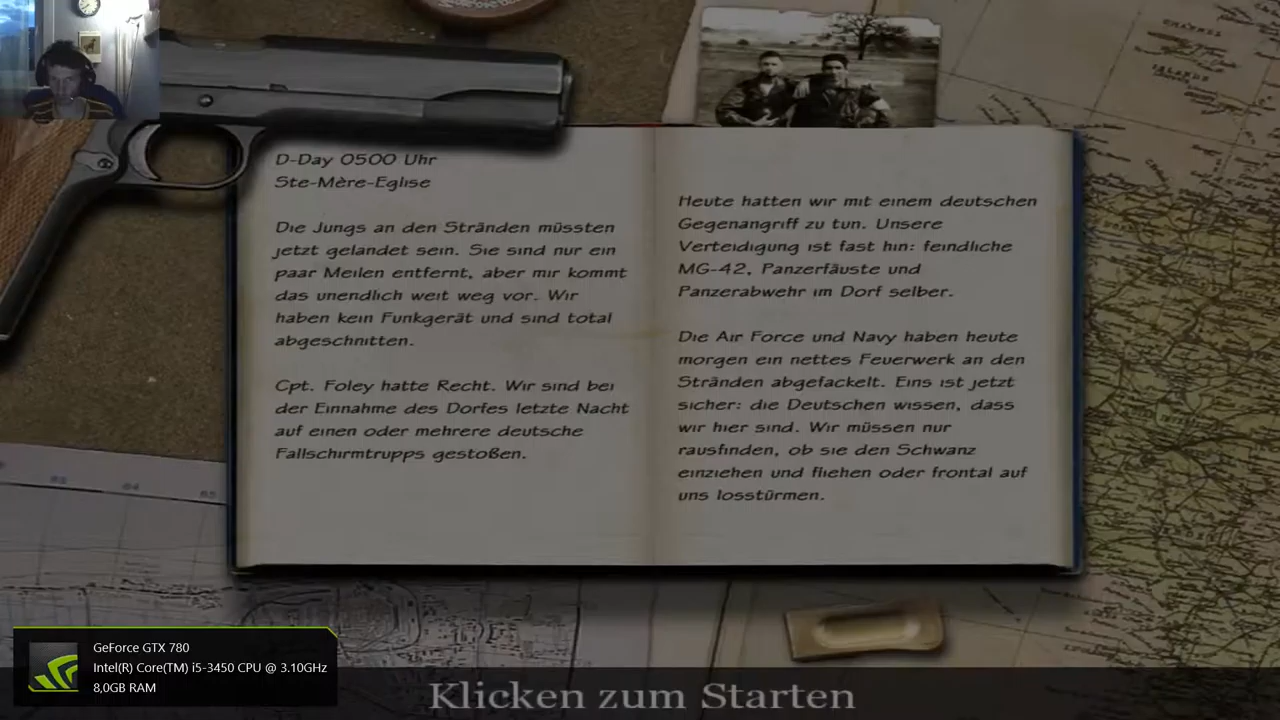 D-Day 0500 Uhr
Ste-Mère-Eglise
Die Jungs an den Stränden müssten
jetzt gelandet sein. Sie sind nur ein
paar Meilen entfernt, aber mir kommt
das unendlich weit weg vor. Wir
haben kein Funkgerät und sind total
abgeschnitten.
Cpt. Foley hatte Recht. Wir sind bei
der Einnahme des Dorfes letzte Nacht
auf einen oder mehrere deutsche
Fallschirmtrupps gestoßen.
Heute hatten wir mit einem deutschen
Gegenangriff zu tun. Unsere
Verteidigung ist fast hin: feindliche
MG-42, Panzerfäuste und
Panzerabwehr im Dorf selber.
Die Air Force und Navy haben heute
morgen ein nettes Feuerwerk an den
Stränden abgefackelt. Eins ist jetzt
sicher: die Deutschen wissen, dass
wir hier sind. Wir müssen nur
rausfinden, ob sie den Schwanz
einziehen und fliehen oder frontal auf
uns losstürmen.
GeForce GTX 780
Intel(R) Core(TM) i5-3450 CPU @ 3.10GHz
8,0GB RAM
Klicken zum Starten